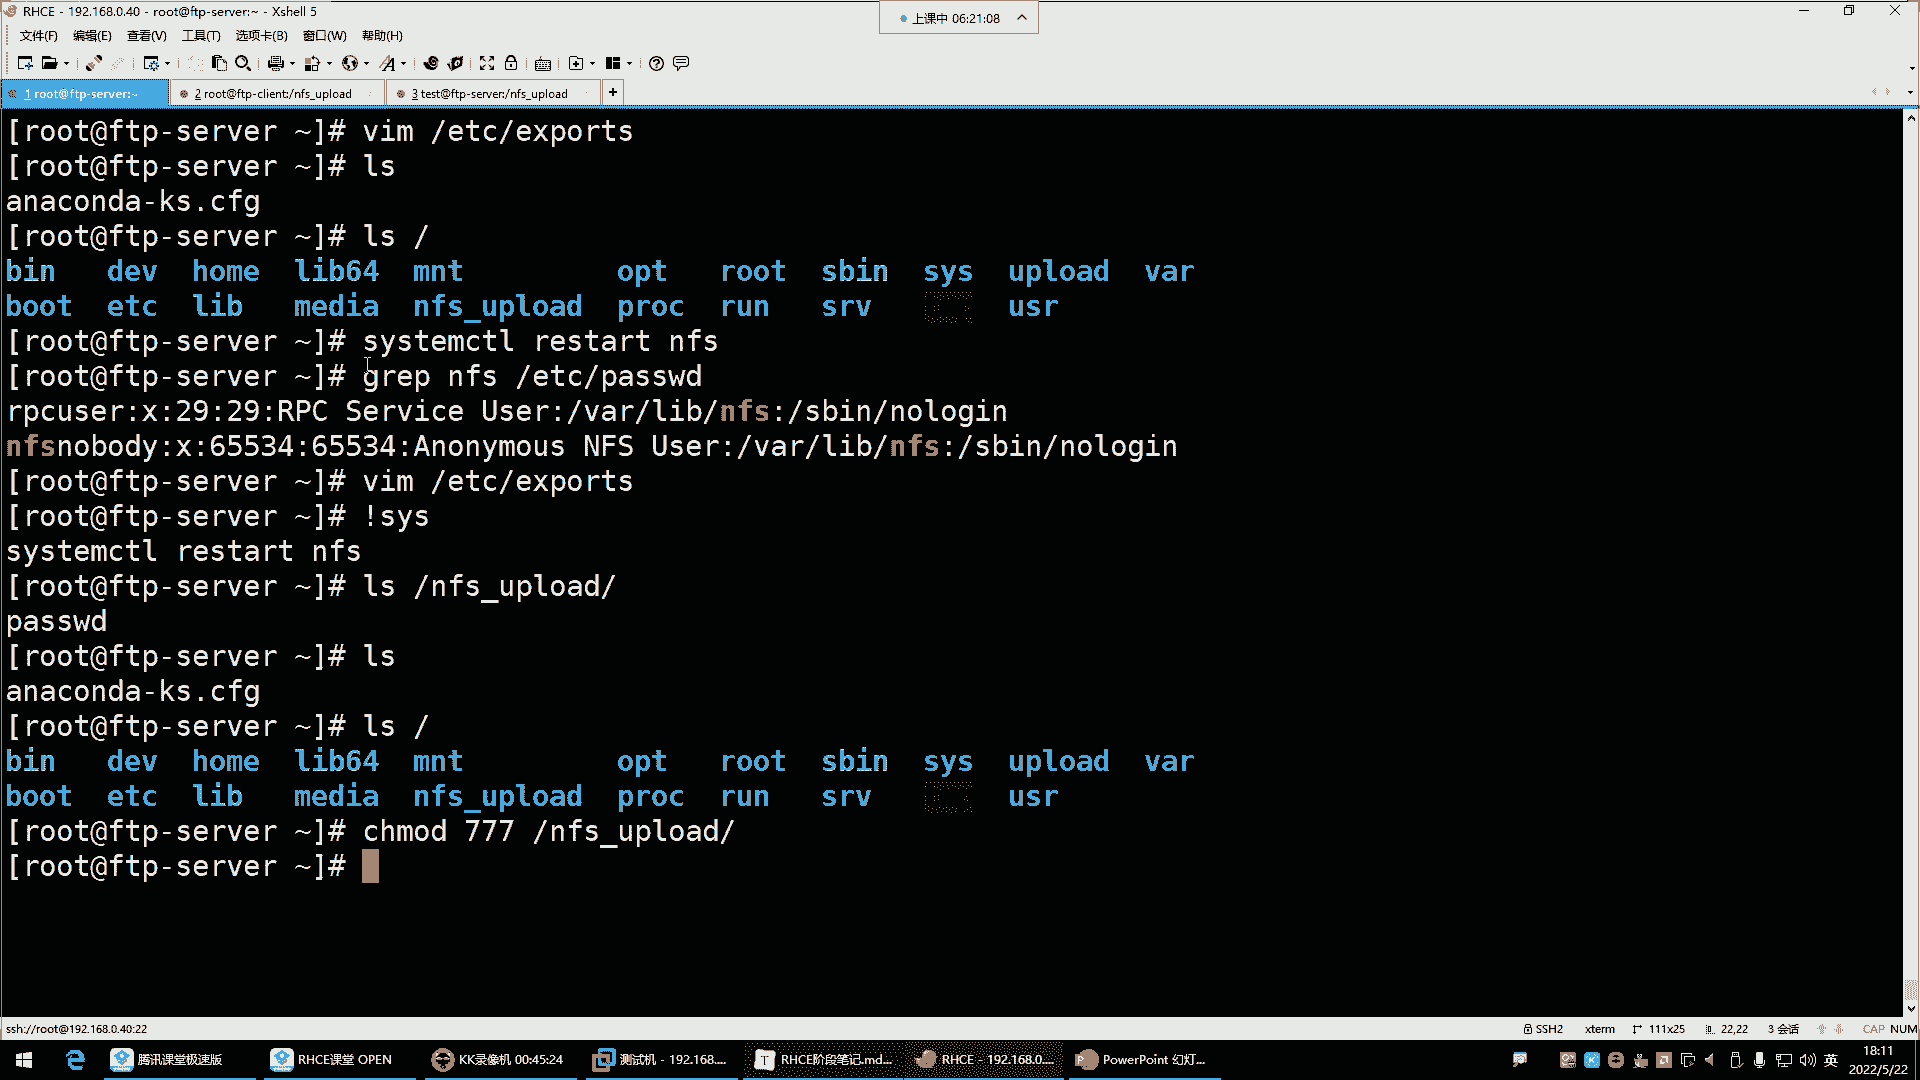 RHCE - 192.168.0.40 - root@ftp-server:~ - Xshell 5
上课中 06:21:08
文件(F) 编辑(E) 查看(V) 工具(T) 选项卡(B) 窗口(W) 帮助(H)
1 root@ftp-server:~ 2 root@ftp-client:/nfs_upload 3 test@ftp-server:/nfs_upload +
[root@ftp-server ~]# vim /etc/exports
[root@ftp-server ~]# ls
anaconda-ks.cfg
[root@ftp-server ~]# ls /
bin dev home lib64 mnt opt root sbin sys upload var
boot etc lib media nfs_upload proc run srv usr
[root@ftp-server ~]# systemctl restart nfs
[root@ftp-server ~]# grep nfs /etc/passwd
rpcuser:x:29:29:RPC Service User:/var/lib/nfs:/sbin/nologin
nfsnobody:x:65534:65534:Anonymous NFS User:/var/lib/nfs:/sbin/nologin
[root@ftp-server ~]# vim /etc/exports
[root@ftp-server ~]# !sys
systemctl restart nfs
[root@ftp-server ~]# ls /nfs_upload/
passwd
[root@ftp-server ~]# ls
anaconda-ks.cfg
[root@ftp-server ~]# ls /
bin dev home lib64 mnt opt root sbin sys upload var
boot etc lib media nfs_upload proc run srv usr
[root@ftp-server ~]# chmod 777 /nfs_upload/
[root@ftp-server ~]#
ssh://root@192.168.0.40:22 SSH2 xterm 111x25 22,22 3 会话 CAP NUM
腾讯课堂极速版 RHCE课堂 OPEN KK录像机 00:45:24 测试机 - 192.168.... RHCE阶段笔记.md... RHCE - 192.168.0.... PowerPoint 幻灯... 英 18:11
2022/5/22